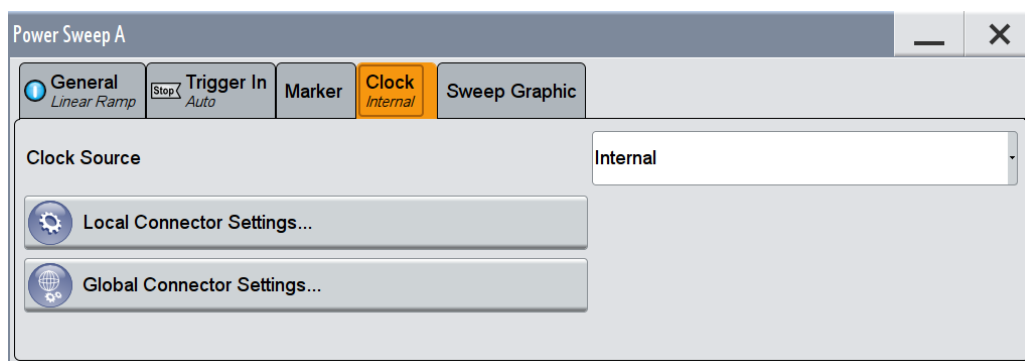 Power Sweep A
General
Linear Ramp
Stop
Trigger In
Auto
Marker
Clock
Internal
Sweep Graphic
Clock Source
Internal
Local Connector Settings...
Global Connector Settings...